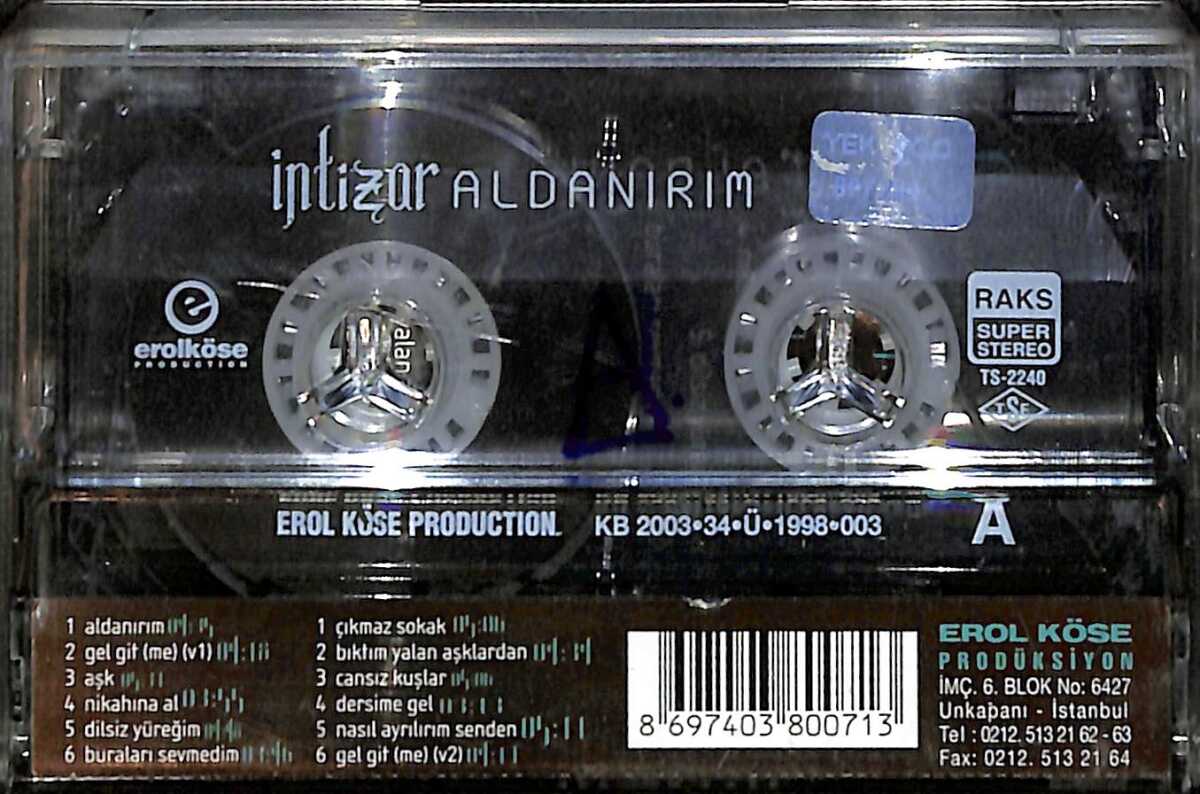 intizar ALDANIRIM
erolköse
PRODUCTION
RAKS
SUPER
STEREO
TS-2240
TSE
alan
EROL KÖSE PRODUCTION
KB 2003•34•Ü•1998•003
A
1 aldanırım
2 gel git (me) (v1)
3 aşk
4 nikahına al
5 dilsiz yüreğim
6 buraları sevmedim
1 çıkmaz sokak
2 bıktım yalan aşklardan
3 cansız kuşlar
4 dersime gel
5 nasıl ayrılırım senden
6 gel git (me) (v2)
8 697403 800713
EROL KÖSE
PRODÜKSİYON
İMÇ. 6. BLOK No: 6427
Unkapanı - İstanbul
Tel : 0212. 513 21 62 - 63
Fax: 0212. 513 21 64